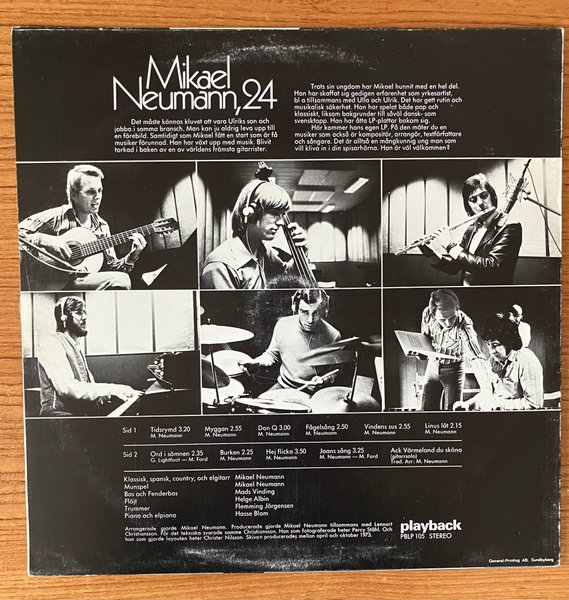 Mikael
Neumann, 24
Det måste kännas kluvet att vara Ulriks son och
jobba i samma bransch. Man kan ju aldrig leva upp till
en förebild. Samtidigt som Mikael fått en start som är få
musiker förunnad. Han har växt upp med musik. Blivit
torkad i baken av en av världens främsta gitarrister.
Trots sin ungdom har Mikael hunnit med en hel del.
Han har skaffat sig gedigen erfarenhet som yrkesartist,
bl a tillsammans med Ulla och Ulrik. Det har gett rutin och
musikalisk säkerhet. Han har spelat både pop och
klassiskt, liksom bakgrunder till såväl dansk- som
svensktopp. Han har åtta LP-plattor bakom sig.
Här kommer hans egen LP. På den möter du en
musiker som också är kompositör, arrangör, textförfattare
och sångare. Det är alltså en mångkunnig ung man som
vill kliva in i din spisarhörna. Han är väl välkommen?
Sid 1 Tidsrymd 3.20 Myggan 2.55 Don Q 3.00 Fågelsång 2.50 Vindens sus 2.55 Linus låt 2.15
M. Neumann M. Neumann M. Neumann M. Neumann M. Neumann M. Neumann
Sid 2 Ord i sömnen 2.35 Burken 2.25 Hej flicka 3.50 Joans sång 3.25 Ack Värmeland du sköna
G. Lightfoot — M. Ford M. Neumann M. Neumann M. Neumann — M. Ford (gitarrsolo)
Trad. Arr: M. Neumann
Klassisk, spansk, country, och elgitarr Mikael Neumann
Munspel Mikael Neumann
Bas och Fenderbas Mads Vinding
Flöjt Helge Albin
Trummer Flemming Jörgensen
Piano och elpiano Hasse Blom
Arrangerade gjorde Mikael Neumann. Producerade gjorde Mikael Neumann tillsammans med Lennart
Christiansson. För det tekniska svarade samme Christiansson. Han som fotograferade heter Percy Ståhl. Och
han som gjorde layouten heter Christer Nilsson. Skivan producerades mellan april och oktober 1973.
playback
PBLP 105 STEREO
General-Printing AB, Sundbyberg